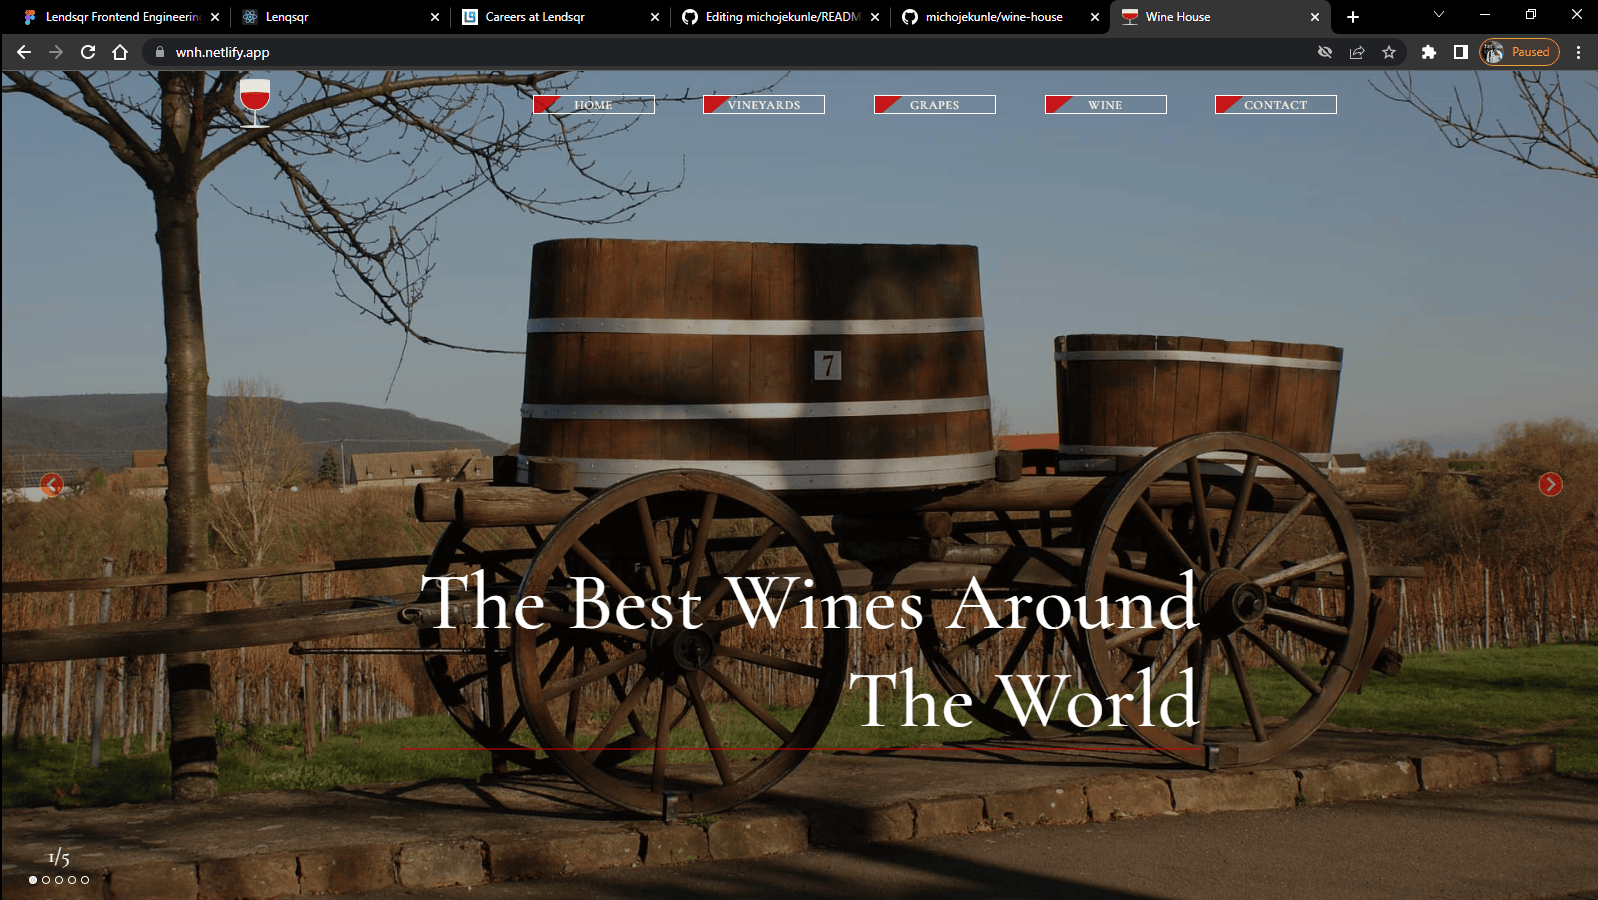 Lendsqr Frontend Engineerin
Lenqsqr
Careers at Lendsqr
Editing michojekunle/READM
michojekunle/wine-house
Wine House
wnh.netlify.app
Paused
HOME
VINEYARDS
GRAPES
WINE
CONTACT
7
The Best Wines Around
The World
1/5